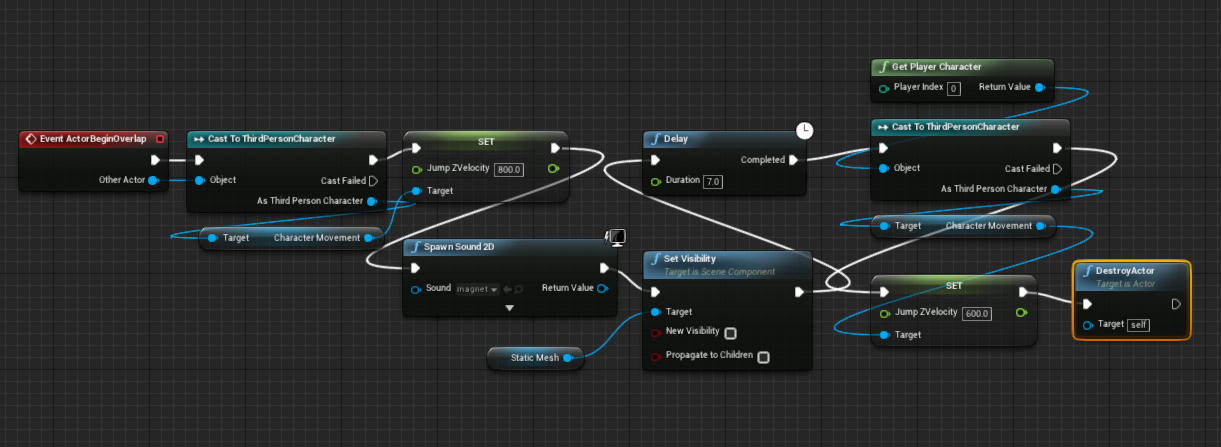 Event ActorBeginOverlap
Other Actor
Cast To ThirdPersonCharacter
Object
Cast Failed
As Third Person Character
Target Character Movement
SET
Jump ZVelocity 800.0
Target
Spawn Sound 2D
Sound magnet Return Value
Static Mesh
Delay
Completed
Duration 7.0
Set Visibility
Target is Scene Component
Target
New Visibility
Propagate to Children
Get Player Character
Player Index 0 Return Value
Cast To ThirdPersonCharacter
Object
Cast Failed
As Third Person Character
Target Character Movement
SET
Jump ZVelocity 600.0
Target
DestroyActor
Target is Actor
Target self